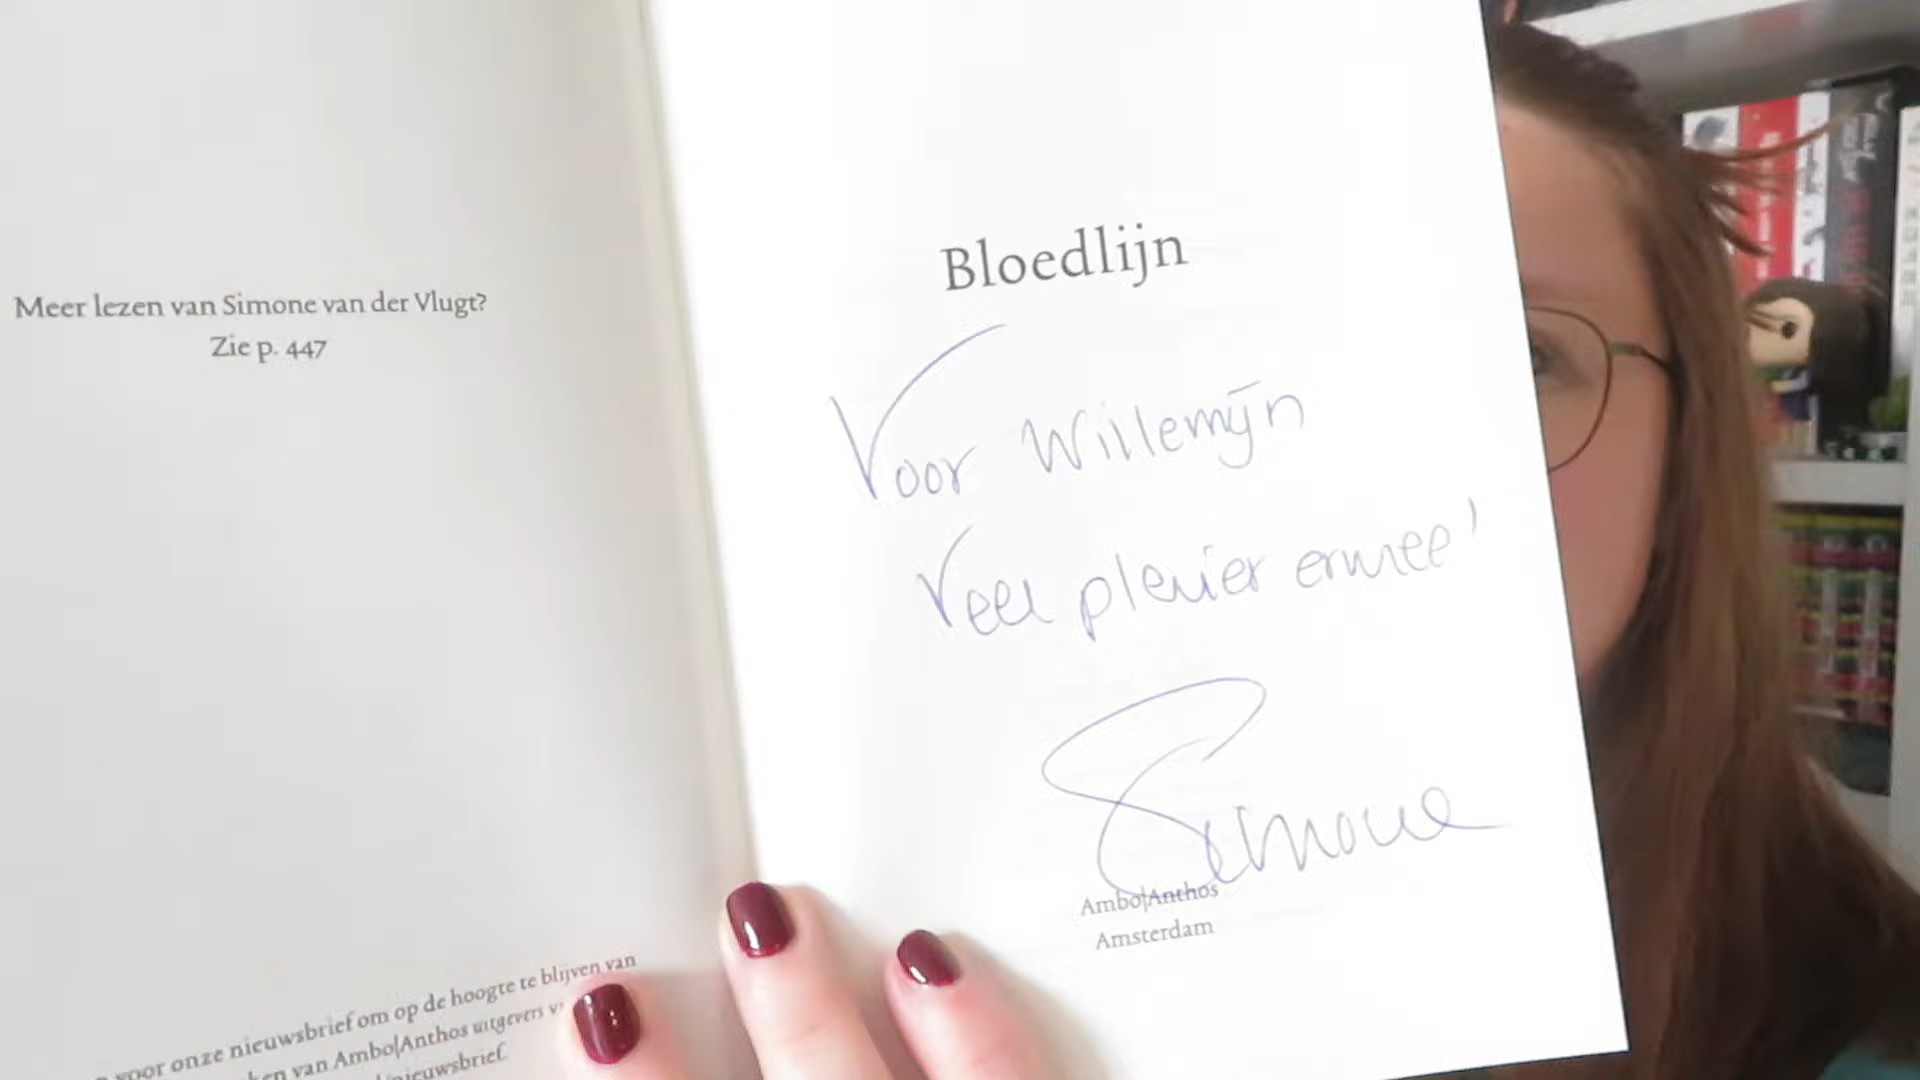 Meer lezen van Simone van der Vlugt?
Zie p. 447
voor onze nieuwsbrief om op de hoogte te blijven van
van Ambo|Anthos uitgevers
nieuwsbrief.
Bloedlijn
Voor Willemijn
Veel plezier ermee!
Simone
Ambo|Anthos
Amsterdam